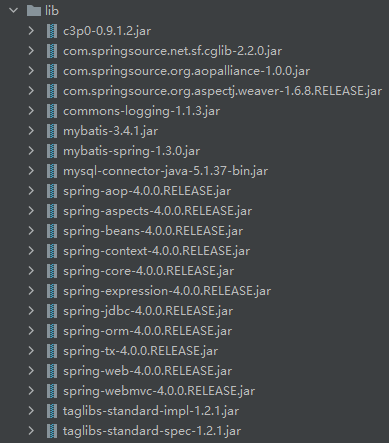 lib
c3p0-0.9.1.2.jar
com.springsource.net.sf.cglib-2.2.0.jar
com.springsource.org.aopalliance-1.0.0.jar
com.springsource.org.aspectj.weaver-1.6.8.RELEASE.jar
commons-logging-1.1.3.jar
mybatis-3.4.1.jar
mybatis-spring-1.3.0.jar
mysql-connector-java-5.1.37-bin.jar
spring-aop-4.0.0.RELEASE.jar
spring-aspects-4.0.0.RELEASE.jar
spring-beans-4.0.0.RELEASE.jar
spring-context-4.0.0.RELEASE.jar
spring-core-4.0.0.RELEASE.jar
spring-expression-4.0.0.RELEASE.jar
spring-jdbc-4.0.0.RELEASE.jar
spring-orm-4.0.0.RELEASE.jar
spring-tx-4.0.0.RELEASE.jar
spring-web-4.0.0.RELEASE.jar
spring-webmvc-4.0.0.RELEASE.jar
taglibs-standard-impl-1.2.1.jar
taglibs-standard-spec-1.2.1.jar